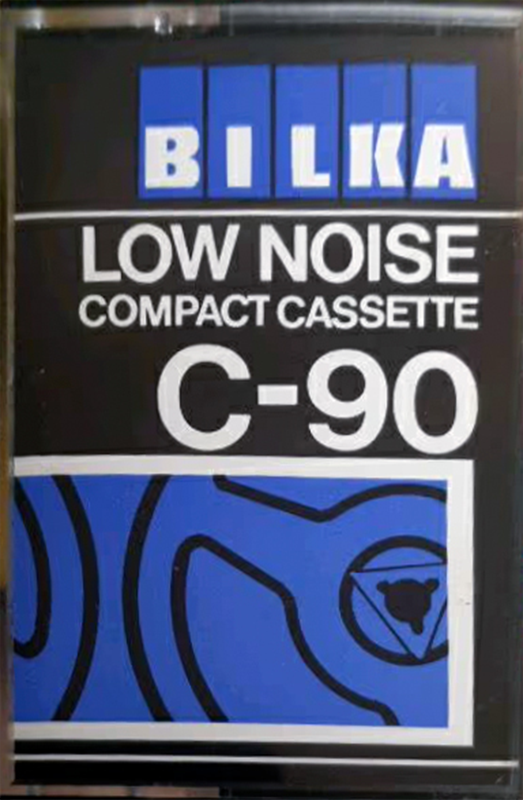 BILKA
LOW NOISE
COMPACT CASSETTE
C-90